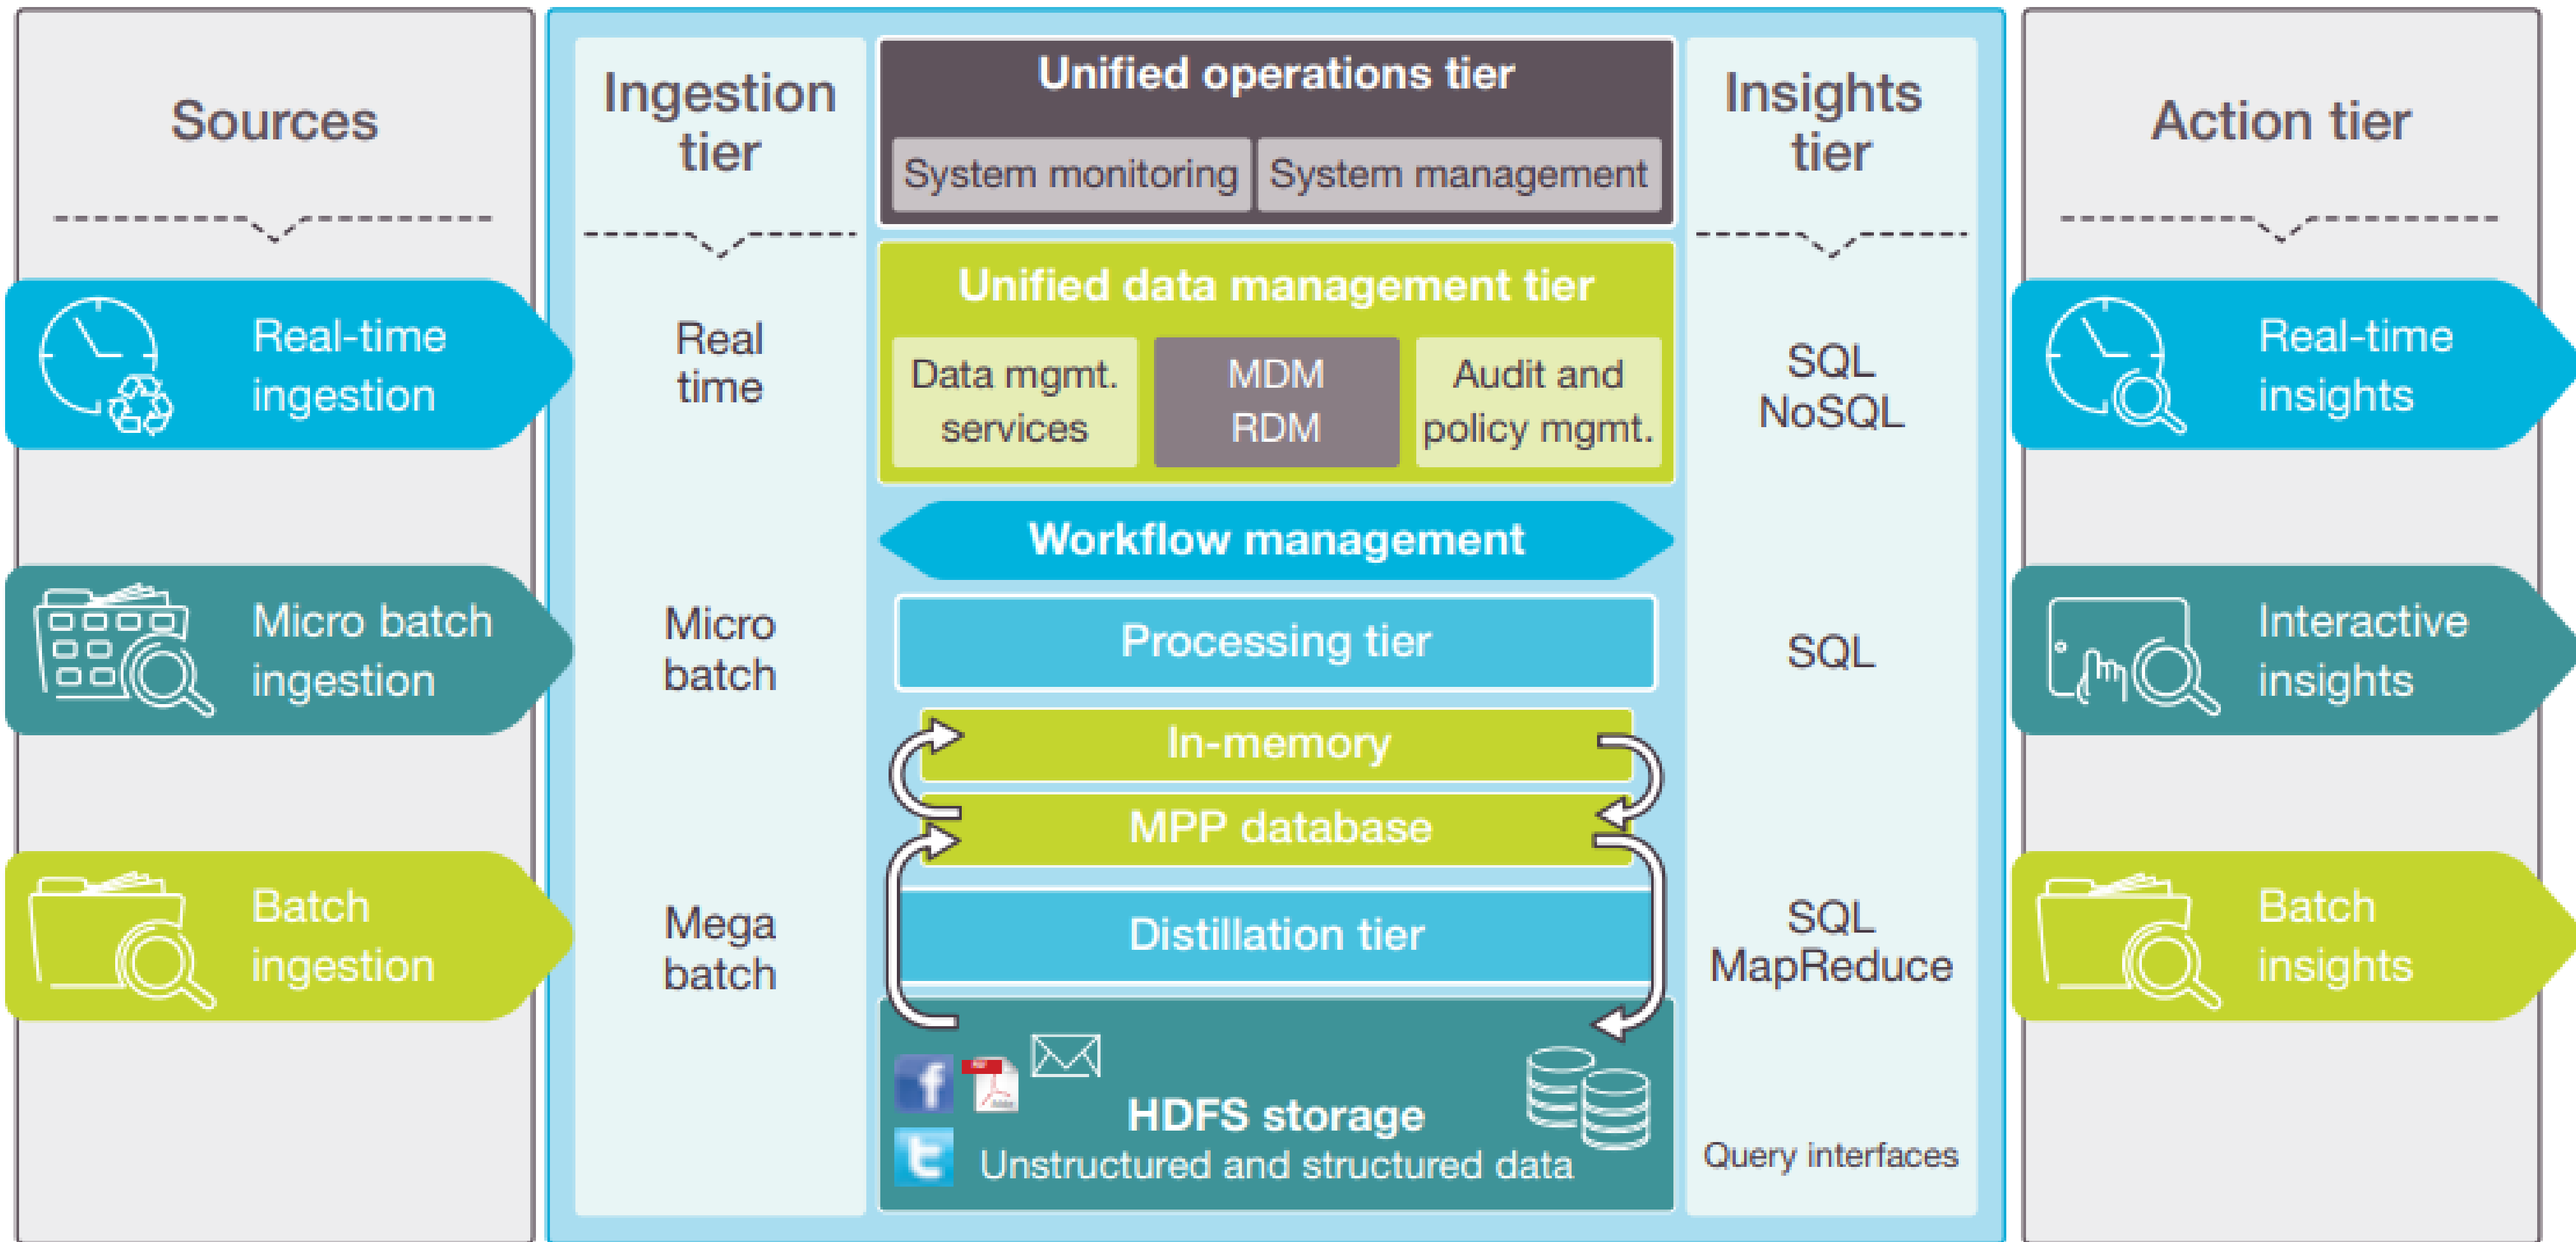 Sources
Real-time
ingestion
Micro batch
ingestion
Batch
ingestion
Ingestion
tier
Real
time
Micro
batch
Mega
batch
Unified operations tier
System monitoring
System management
Unified data management tier
Data mgmt.
services
MDM
RDM
Audit and
policy mgmt.
Workflow management
Processing tier
In-memory
MPP database
Distillation tier
f
t
HDFS storage
Unstructured and structured data
Insights
tier
SQL
NoSQL
SQL
SQL
MapReduce
Query interfaces
Action tier
Real-time
insights
Interactive
insights
Batch
insights